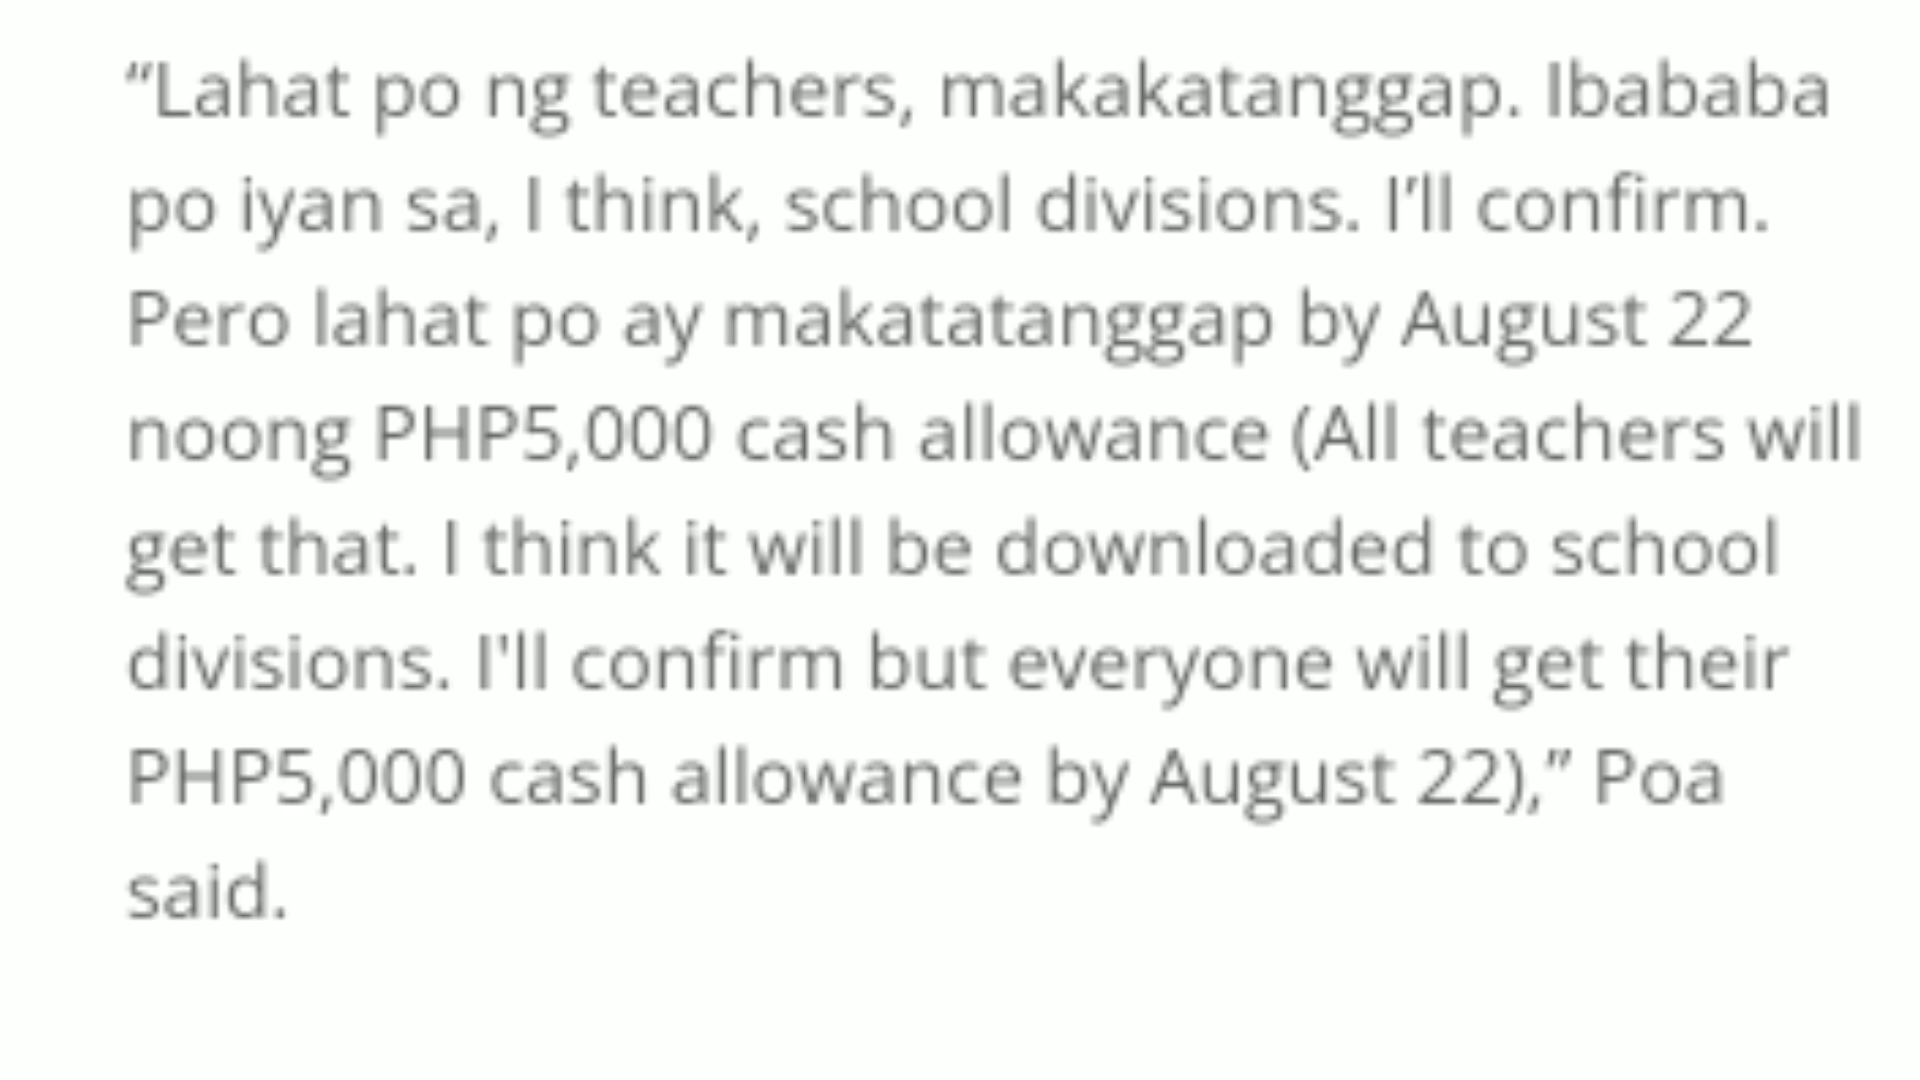 “Lahat po ng teachers, makakatanggap. Ibababa
po iyan sa, I think, school divisions. I’ll confirm.
Pero lahat po ay makatatanggap by August 22
noong PHP5,000 cash allowance (All teachers will
get that. I think it will be downloaded to school
divisions. I'll confirm but everyone will get their
PHP5,000 cash allowance by August 22),” Poa
said.